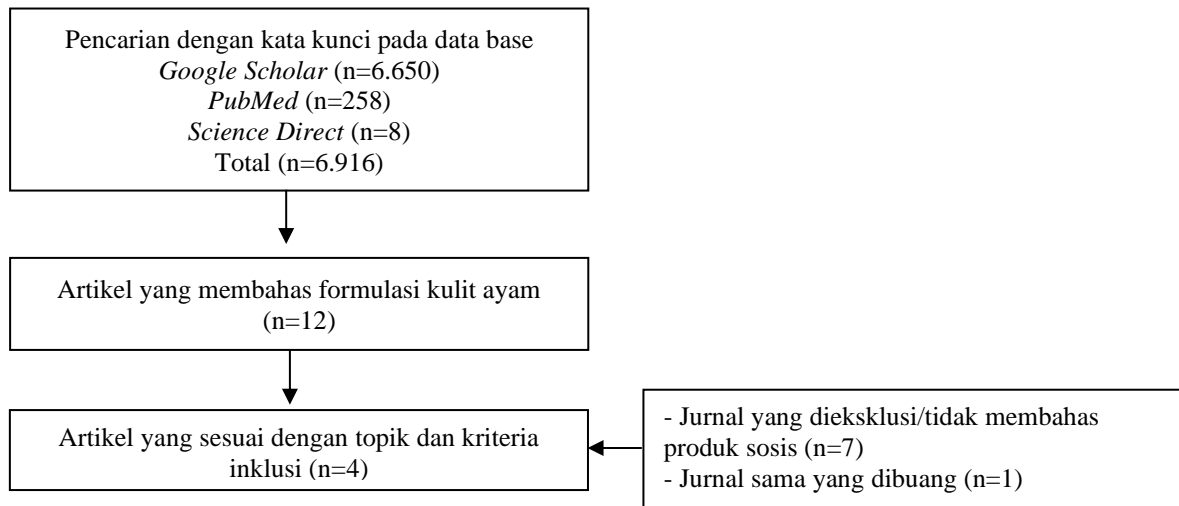 Pencarian dengan kata kunci pada data base
Google Scholar (n=6.650)
PubMed (n=258)
Science Direct (n=8)
Total (n=6.916)
Artikel yang membahas formulasi kulit ayam
(n=12)
Artikel yang sesuai dengan topik dan kriteria
inklusi (n=4)
- Jurnal yang dieksklusi/tidak membahas
produk sosis (n=7)
- Jurnal sama yang dibuang (n=1)